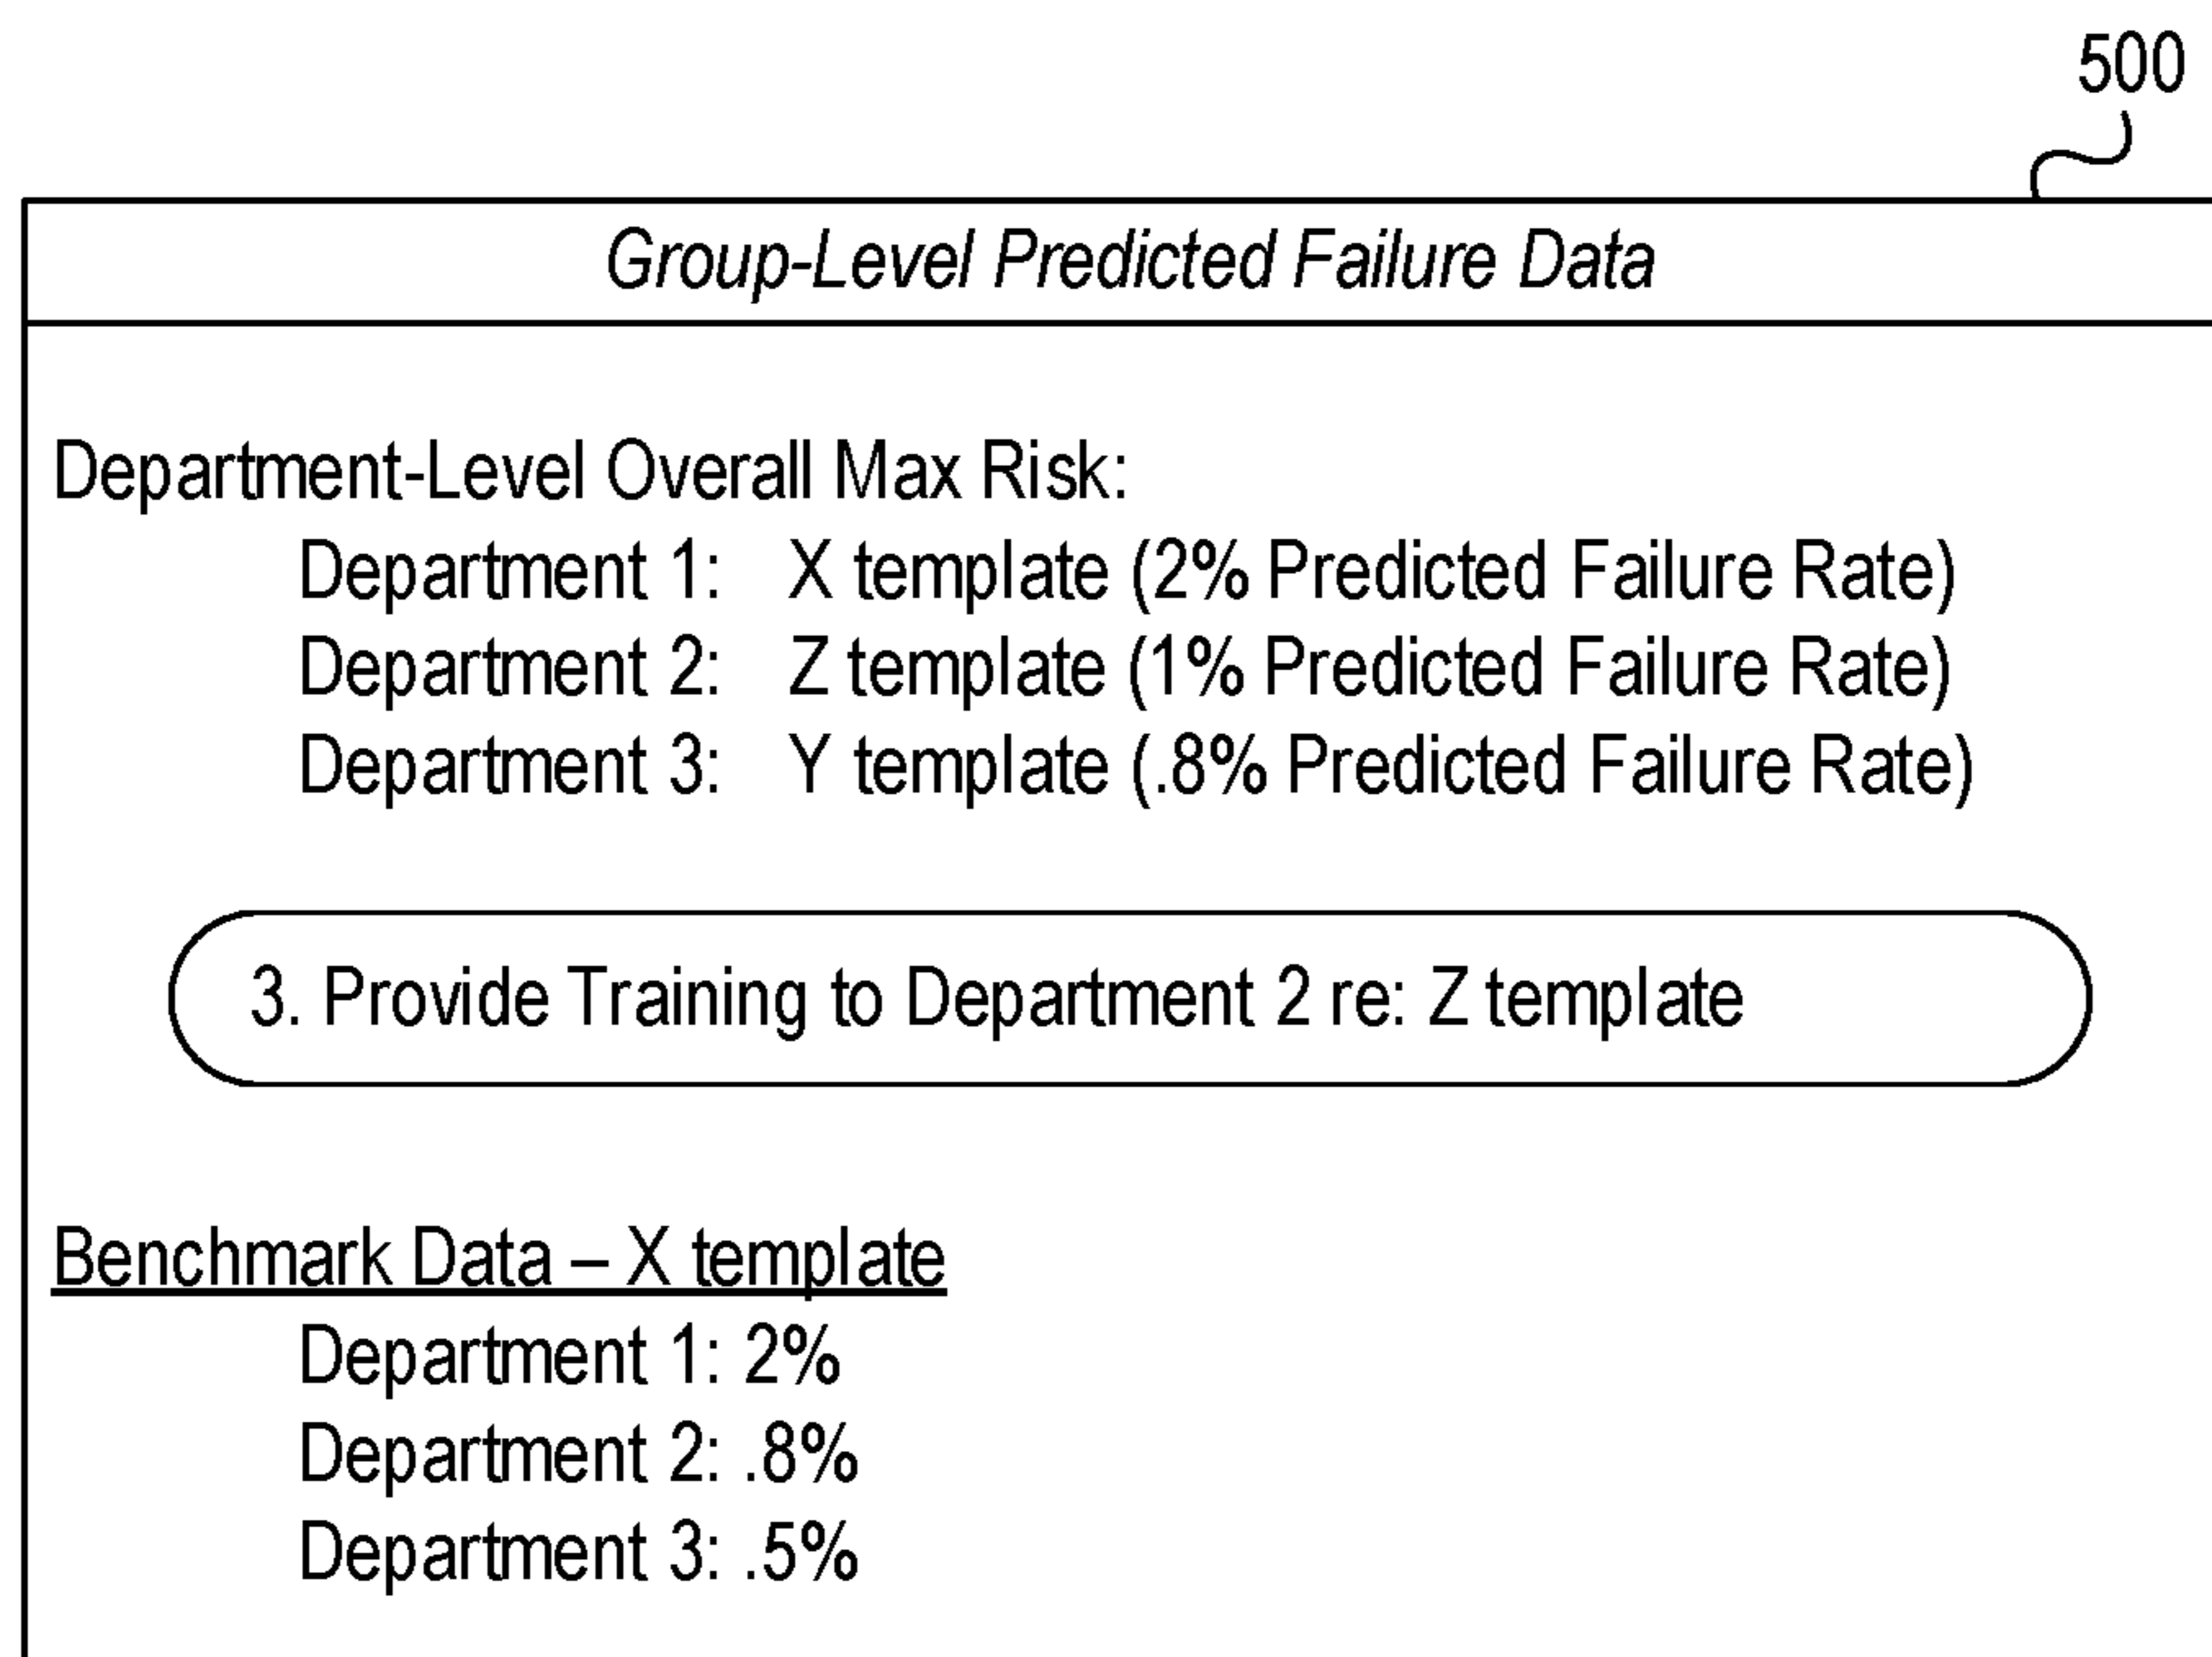 500
Group-Level Predicted Failure Data
Department-Level Overall Max Risk:
Department 1: X template (2% Predicted Failure Rate)
Department 2: Z template (1% Predicted Failure Rate)
Department 3: Y template (.8% Predicted Failure Rate)
3. Provide Training to Department 2 re: Z template
Benchmark Data – X template
Department 1: 2%
Department 2: .8%
Department 3: .5%